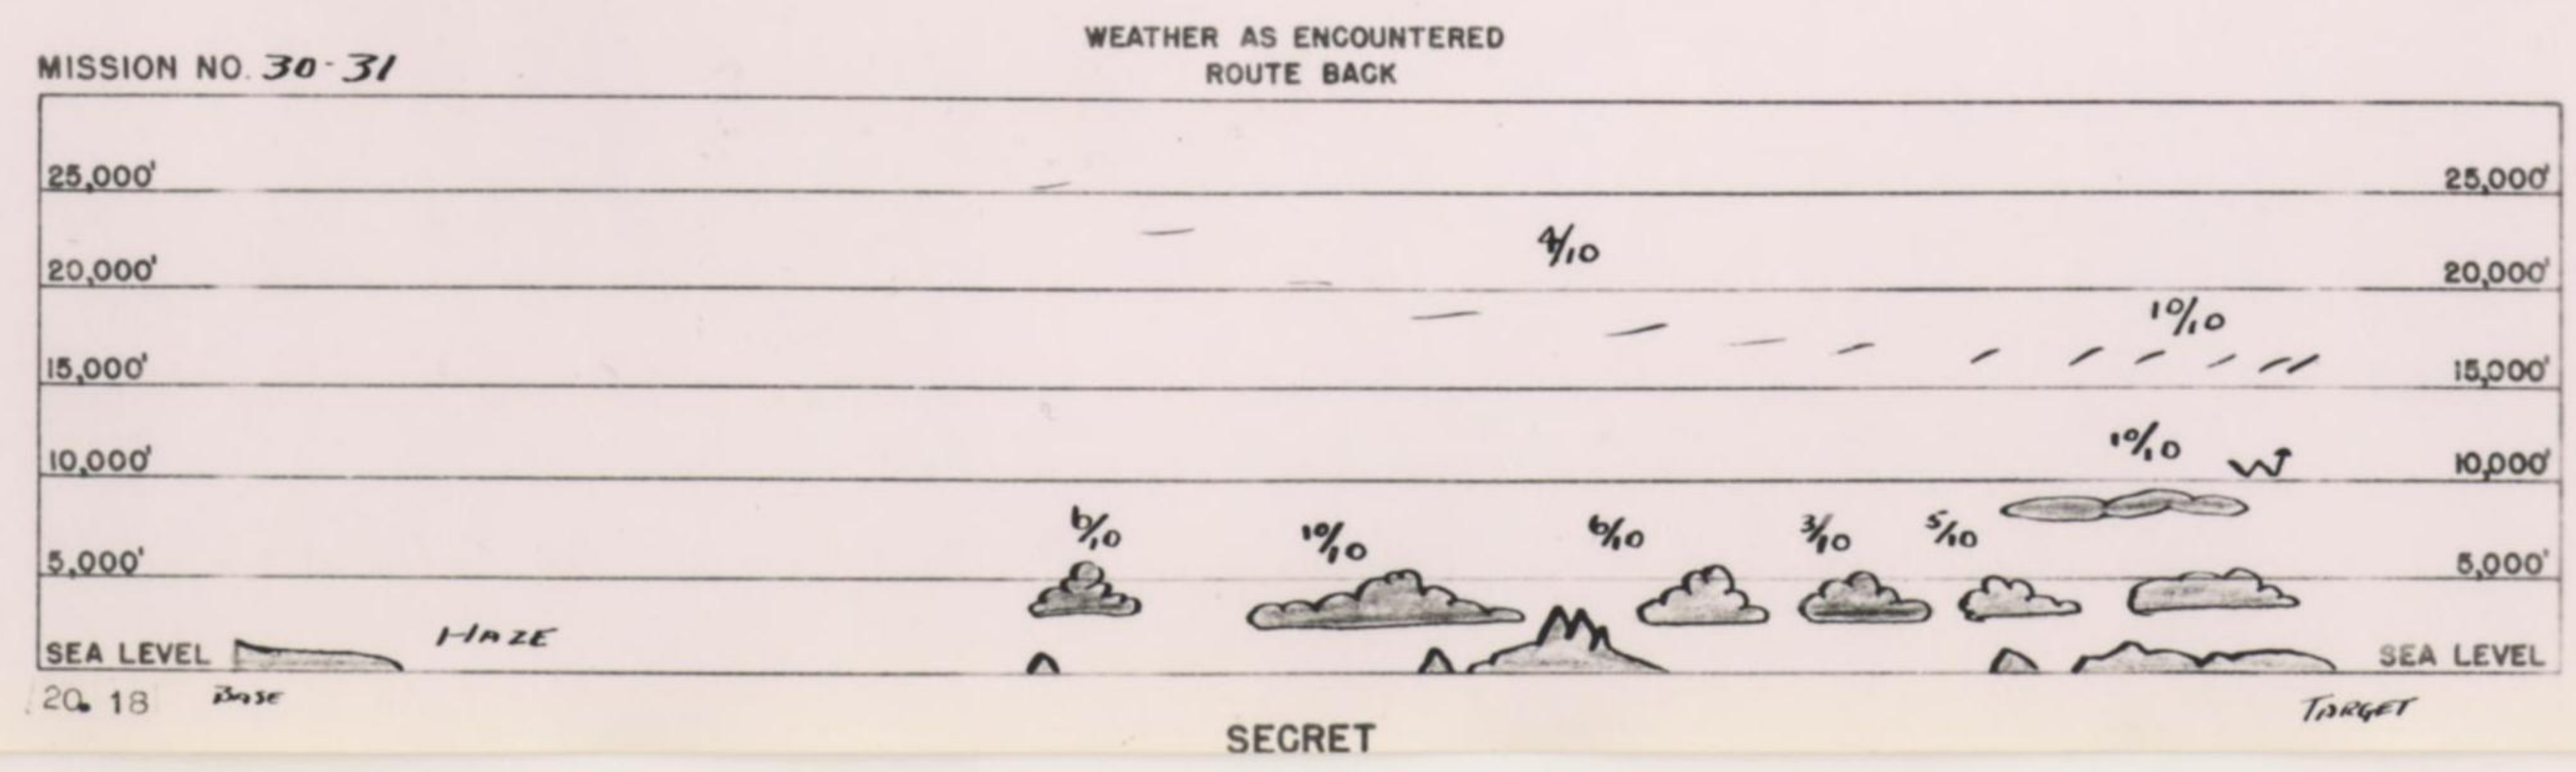 WEATHER AS ENCOUNTERED
MISSION NO. 30-31
ROUTE BACK
25,000' 25,000'
4/10
20,000' 20,000'
10/10
15,000' 15,000'
10/10
10,000' 10,000'
6/10 10/10 6/10 3/10 5/10
5,000' 5,000'
HAZE
SEA LEVEL SEA LEVEL
20. 18 BASE TARGET
SECRET